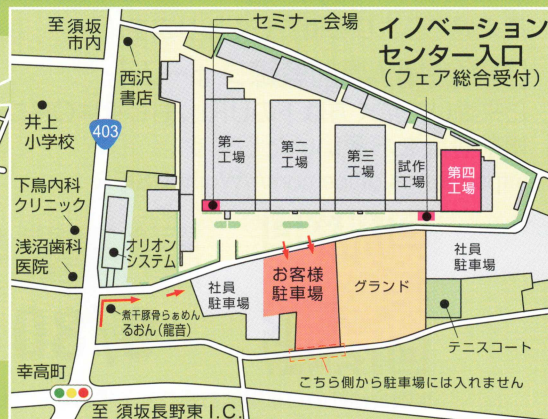 至 須坂
市内
セミナー会場
イノベーション
センター入口
（フェア総合受付）
西沢
書店
井上
小学校
403
第一
工場
第二
工場
第三
工場
試作
工場
第四
工場
下鳥内科
クリニック
浅沼歯科
医院
オリオン
システム
社員
駐車場
お客様
駐車場
グランド
社員
駐車場
煮干豚骨らぁめん
るおん（龍音）
テニスコート
こちら側から駐車場には入れません
幸高町
至 須坂長野東 I.C.